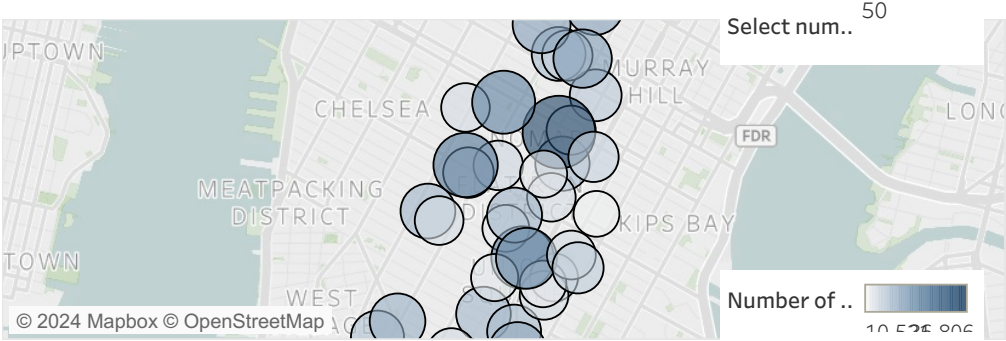 50
Select num..
UPTOWN
MURRAY
HILL
CHELSEA
LONG
FDR
MEATPACKING
DISTRICT
KIPS BAY
TOWN
WEST
Number of ..
© 2024 Mapbox © OpenStreetMap